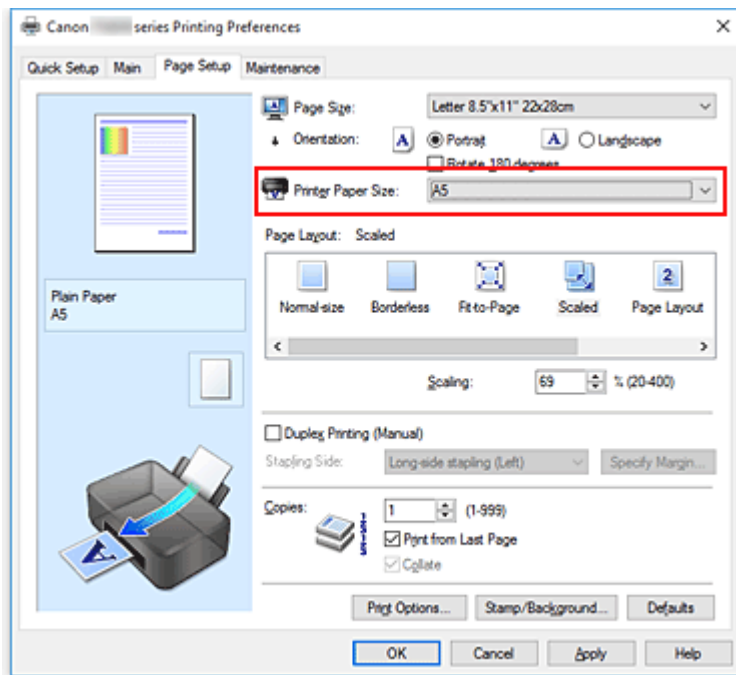 Canon series Printing Preferences
Quick Setup Main Page Setup Maintenance
Page Size: Letter 8.5"x11" 22x28cm
Orientation: A Portrait A Landscape
Rotate 180 degrees
Printer Paper Size: A5
Page Layout: Scaled
Normal-size Borderless Fit-to-Page Scaled Page Layout
Plain Paper
A5
Scaling: 69 % (20-400)
Duplex Printing (Manual)
Stapling Side: Long-side stapling (Left) Specify Margin...
Copies: 1 (1-999)
Print from Last Page
Collate
Print Options... Stamp/Background... Defaults
OK Cancel Apply Help